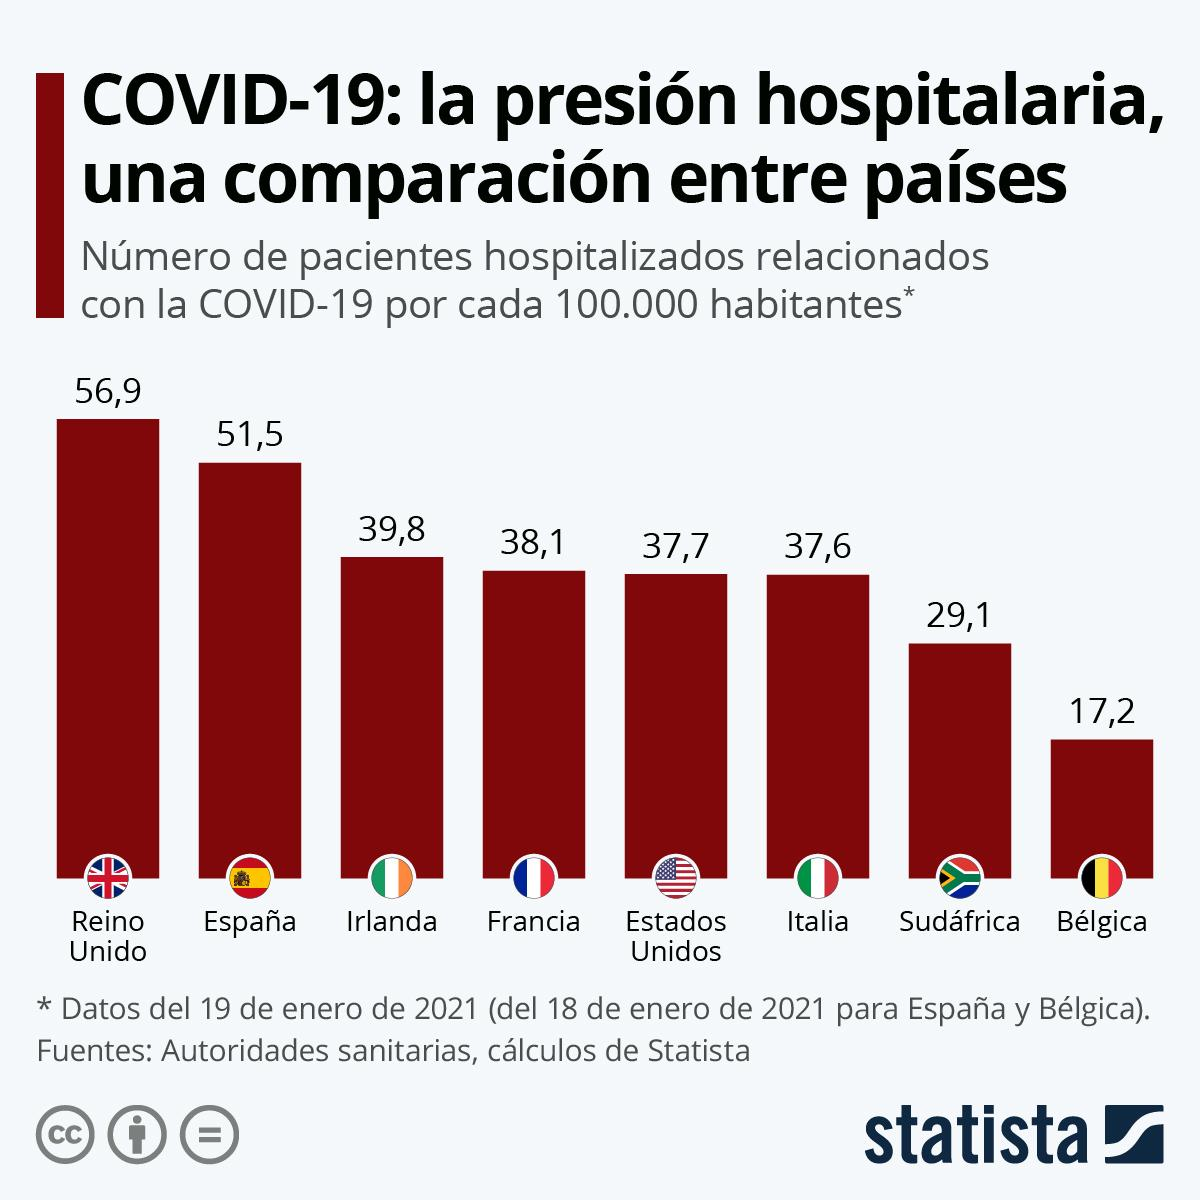 COVID-19: la presión hospitalaria,
una comparación entre países
Número de pacientes hospitalizados relacionados
con la COVID-19 por cada 100.000 habitantes*
56,9
51,5
39,8
38,1
37,7
37,6
29,1
17,2
Reino
Unido
España
Irlanda
Francia
Estados
Unidos
Italia
Sudáfrica
Bélgica
* Datos del 19 de enero de 2021 (del 18 de enero de 2021 para España y Bélgica).
Fuentes: Autoridades sanitarias, cálculos de Statista
cc
=
statista